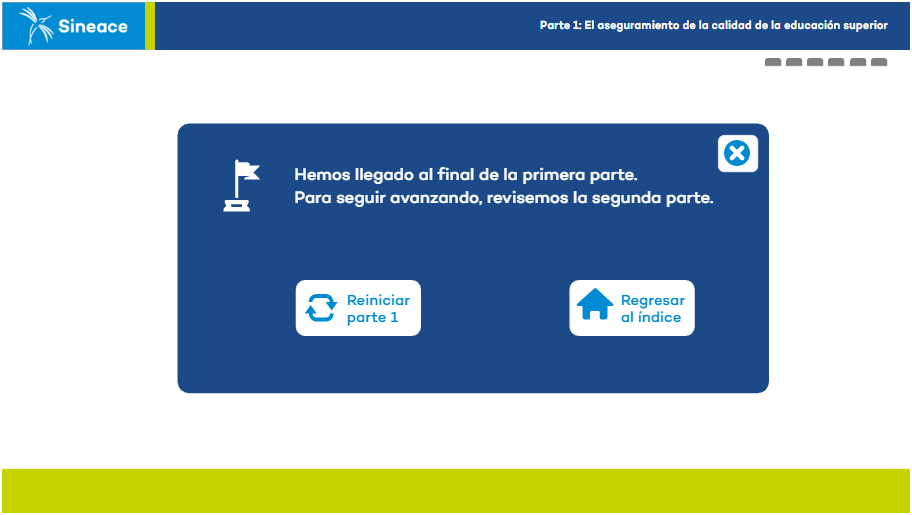 Sineace
Parte 1: El aseguramiento de la calidad de la educación superior
Hemos llegado al final de la primera parte.
Para seguir avanzando, revisemos la segunda parte.
Reiniciar
parte 1
Regresar
al índice